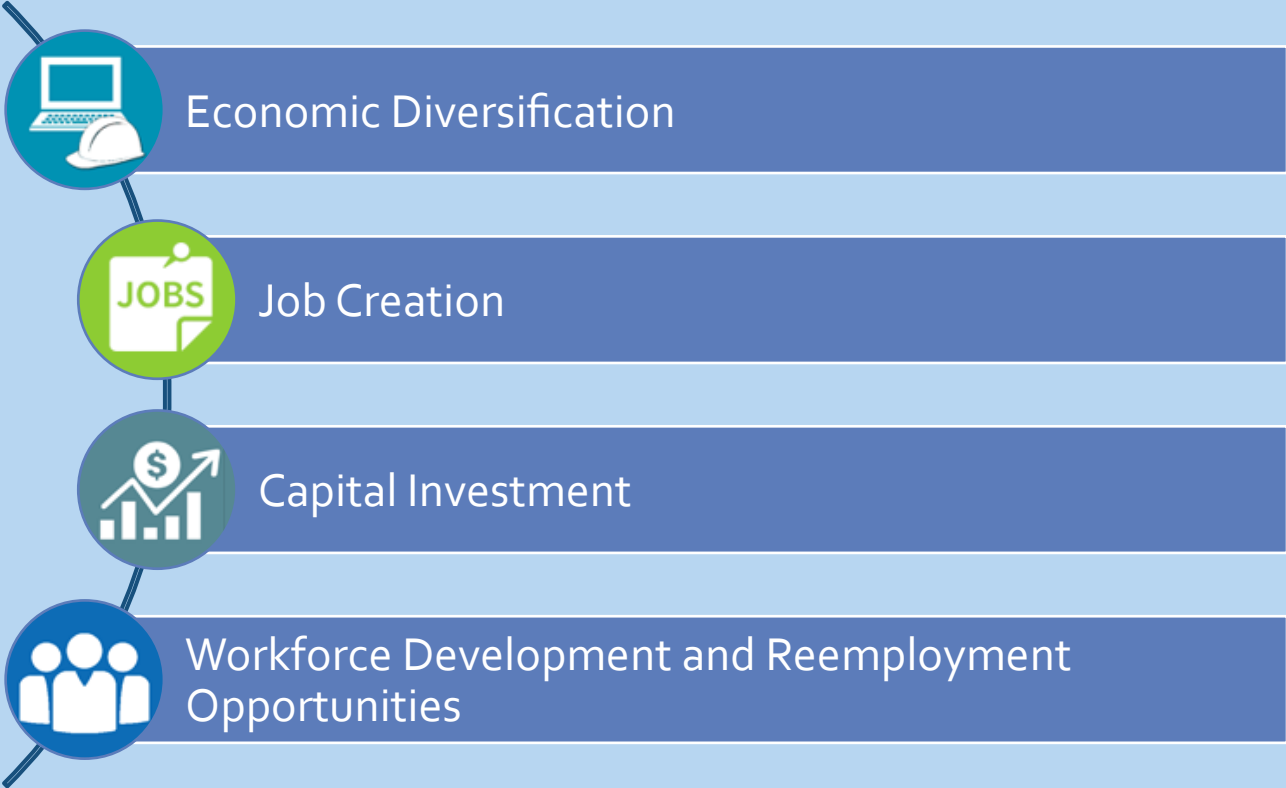 Economic Diversification
JOBS
Job Creation
$
Capital Investment
Workforce Development and Reemployment
Opportunities